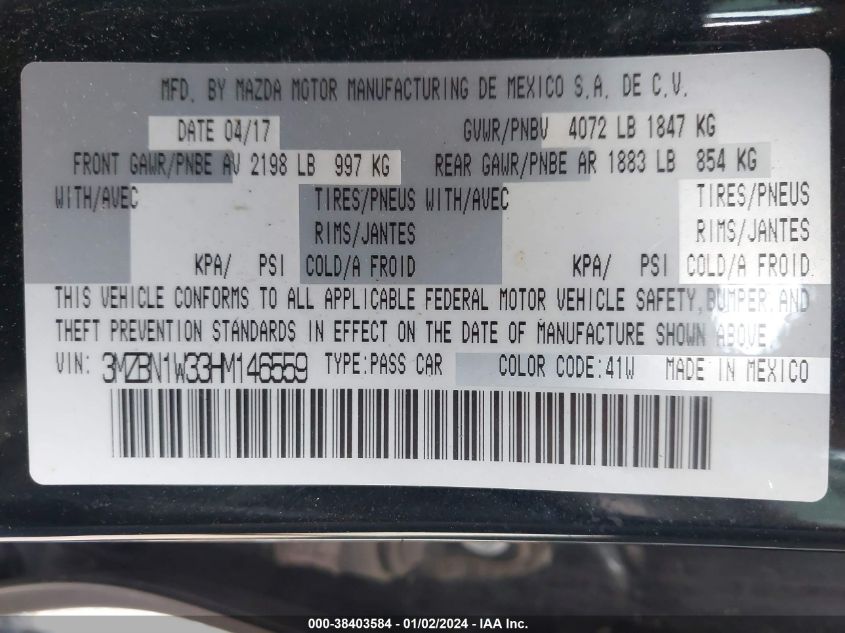 MFD. BY MAZDA MOTOR MANUFACTURING DE MEXICO S.A. DE C.V.
DATE 04/17 GVWR/PNBV 4072 LB 1847 KG
FRONT GAWR/PNBE AV 2198 LB 997 KG REAR GAWR/PNBE AR 1883 LB 854 KG
WITH/AVEC TIRES/PNEUS WITH/AVEC TIRES/PNEUS
RIMS/JANTES RIMS/JANTES
KPA/ PSI COLD/A FROID KPA/ PSI COLD/A FROID
THIS VEHICLE CONFORMS TO ALL APPLICABLE FEDERAL MOTOR VEHICLE SAFETY, BUMPER, AND
THEFT PREVENTION STANDARDS IN EFFECT ON THE DATE OF MANUFACTURE SHOWN ABOVE.
VIN: 3MZBN1W33HM146559 TYPE:PASS CAR COLOR CODE:41W MADE IN MEXICO
000-38403584 - 01/02/2024 - IAA Inc.